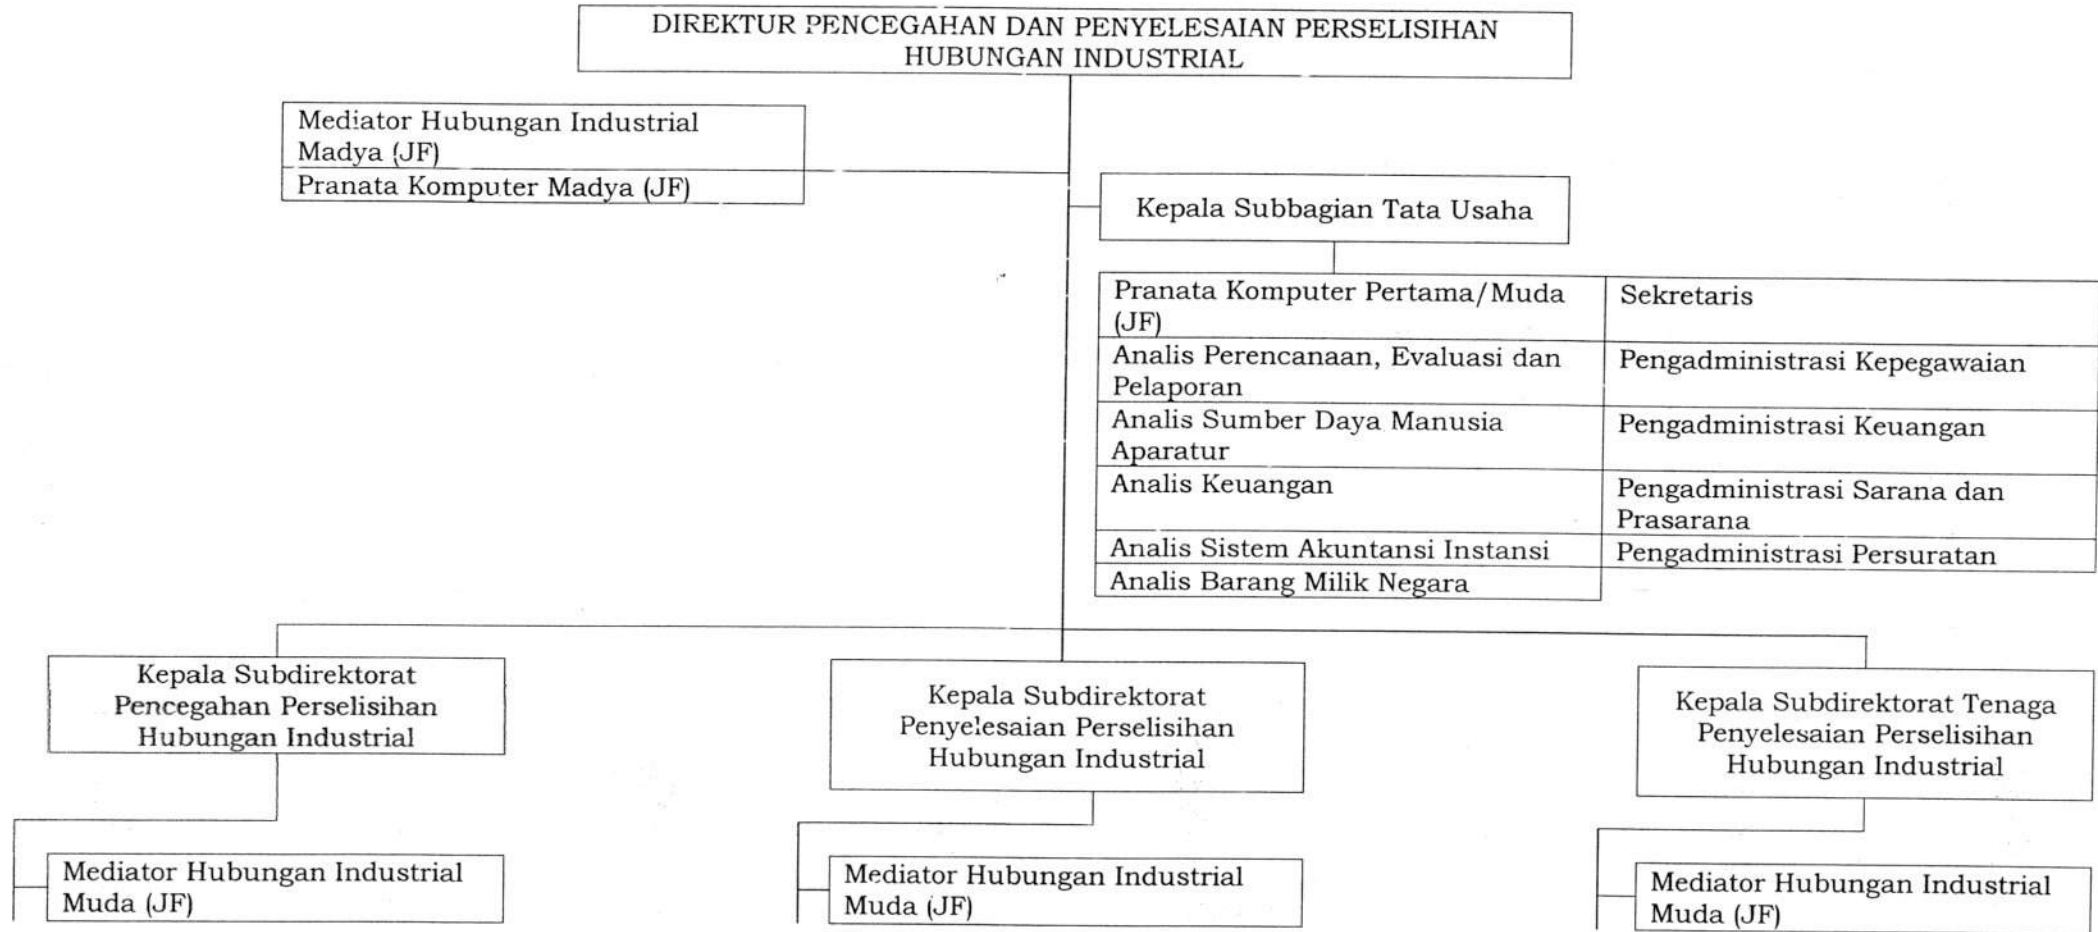 DIREKTUR PENCEGAHAN DAN PENYELESAIAN PERSELISIHAN
HUBUNGAN INDUSTRIAL
Mediator Hubungan Industrial
Madya (JF)
Pranata Komputer Madya (JF)
Kepala Subbagian Tata Usaha
Pranata Komputer Pertama/Muda
(JF)
Sekretaris
Analis Perencanaan, Evaluasi dan
Pelaporan
Pengadministrasi Kepegawaian
Analis Sumber Daya Manusia
Aparatur
Pengadministrasi Keuangan
Analis Keuangan
Pengadministrasi Sarana dan
Prasarana
Analis Sistem Akuntansi Instansi
Pengadministrasi Persuratan
Analis Barang Milik Negara
Kepala Subdirektorat
Pencegahan Perselisihan
Hubungan Industrial
Kepala Subdirektorat
Penyelesaian Perselisihan
Hubungan Industrial
Kepala Subdirektorat Tenaga
Penyelesaian Perselisihan
Hubungan Industrial
Mediator Hubungan Industrial
Muda (JF)
Mediator Hubungan Industrial
Muda (JF)
Mediator Hubungan Industrial
Muda (JF)